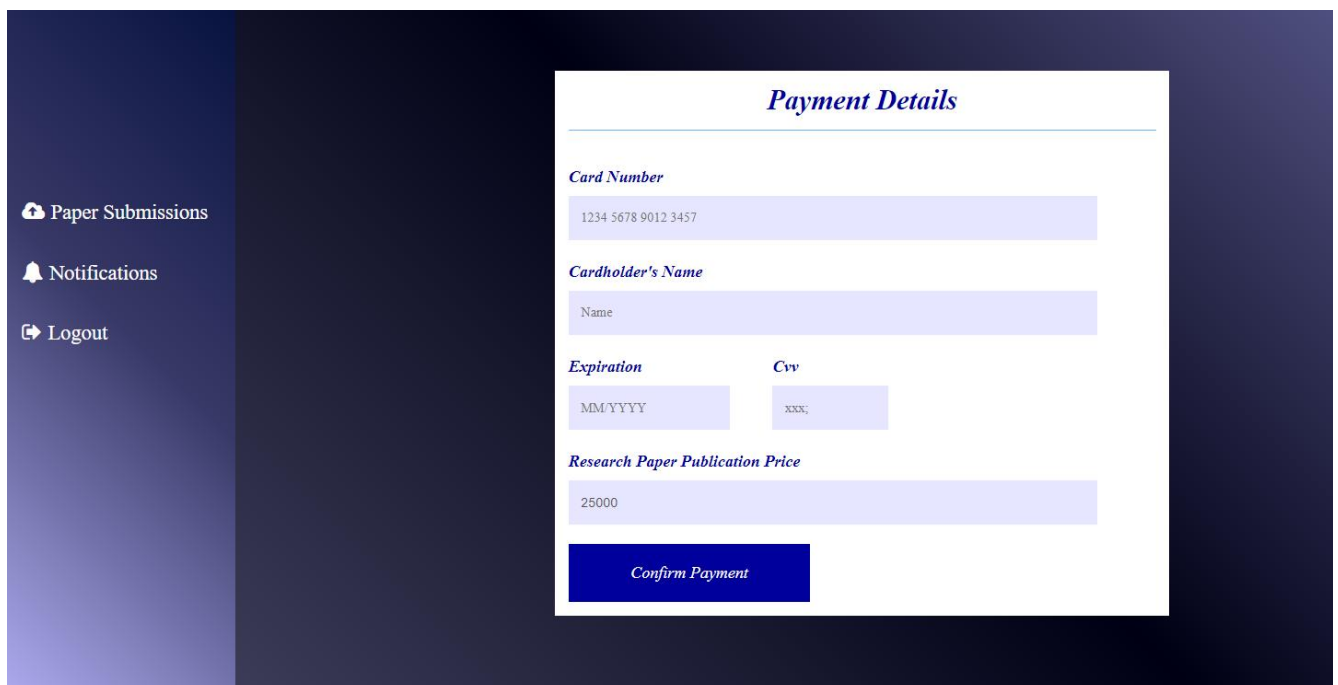 Paper Submissions
Notifications
Logout
Payment Details
Card Number
1234 5678 9012 3457
Cardholder's Name
Name
Expiration Cvv
MM/YYYY xxx;
Research Paper Publication Price
25000
Confirm Payment